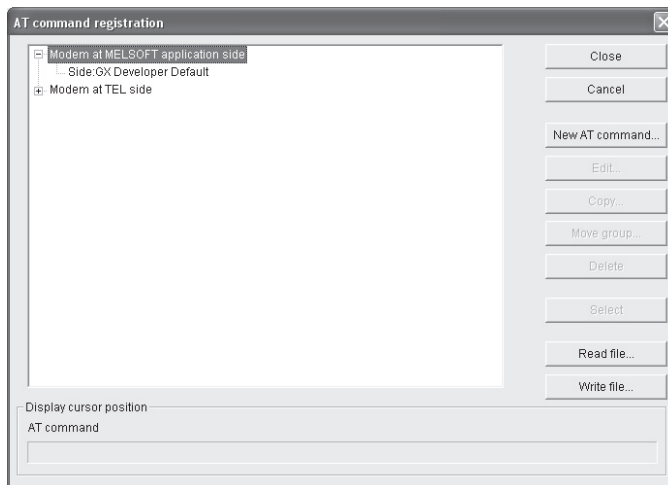 AT command registration
Modem at MELSOFT application side
Side:GX Developer Default
Modem at TEL side
Close
Cancel
New AT command...
Edit...
Copy...
Move group...
Delete
Select
Read file...
Write file...
Display cursor position
AT command